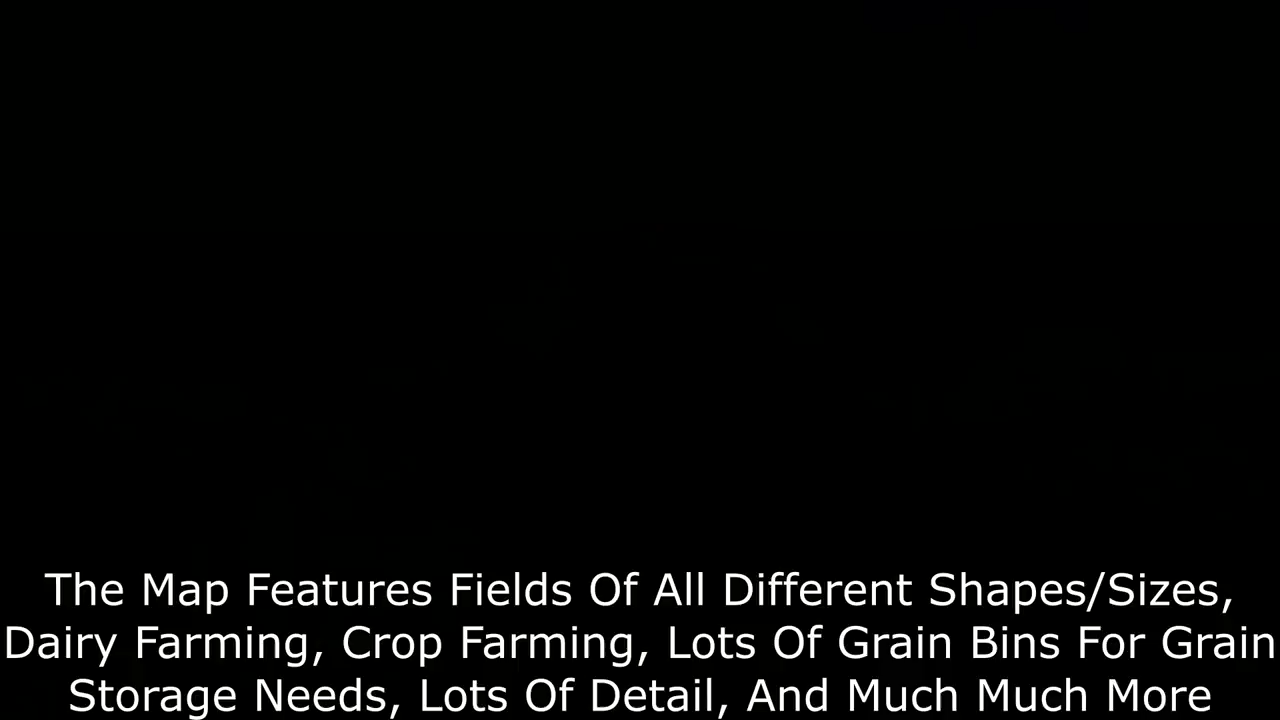 The Map Features Fields Of All Different Shapes/Sizes,
Dairy Farming, Crop Farming, Lots Of Grain Bins For Grain
Storage Needs, Lots Of Detail, And Much Much More